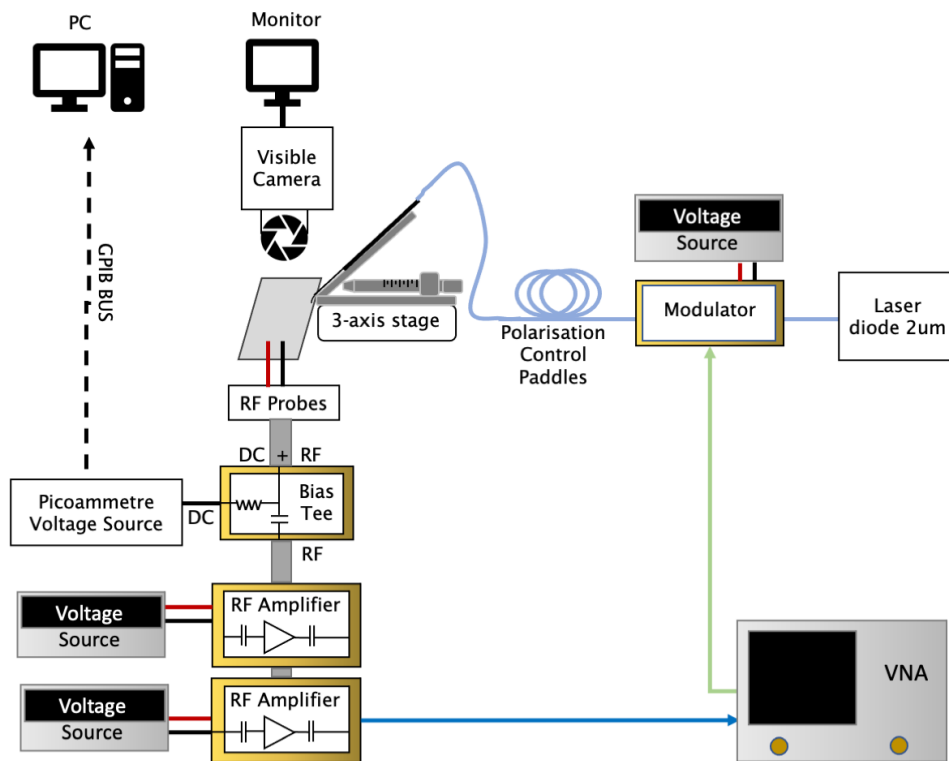 PC
Monitor
Visible
Camera
GPIB BUS
3-axis stage
Polarisation
Control
Paddles
Voltage
Source
Modulator
Laser
diode 2um
RF Probes
DC + RF
Bias
Tee
Picoammetre
Voltage Source
DC
RF
RF Amplifier
Voltage
Source
RF Amplifier
Voltage
Source
VNA